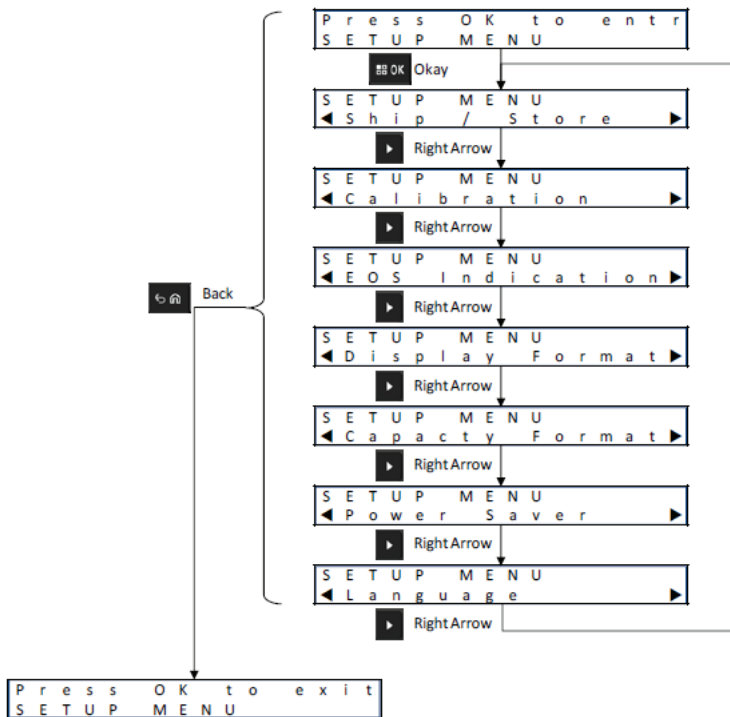 Press OK to entr
SETUP MENU
OK Okay
SETUP MENU
◀Ship / Store ▶
Right Arrow
SETUP MENU
◀Calibration ▶
Right Arrow
SETUP MENU
◀EOS Indication▶
Back
Right Arrow
SETUP MENU
◀Display Format▶
Right Arrow
SETUP MENU
◀Capacty Format▶
Right Arrow
SETUP MENU
◀Power Saver ▶
Right Arrow
SETUP MENU
◀Language ▶
Right Arrow
Press OK to exit
SETUP MENU